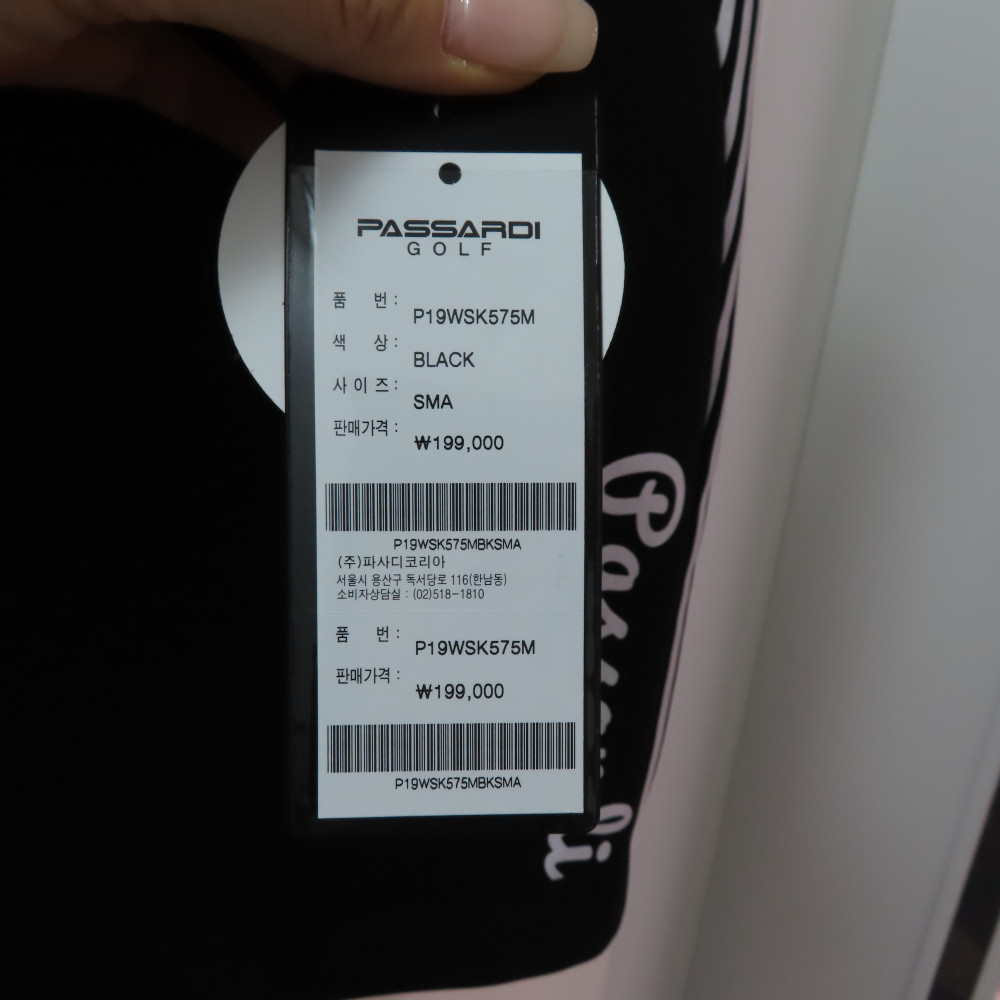 PASSARDI
GOLF
품 번 : P19WSK575M
색 상 : BLACK
사 이 즈 : SMA
판매가격 : ₩199,000
P19WSK575MBKSMA
(주)파사디코리아
서울시 용산구 독서당로 116(한남동)
소비자상담실 : (02)518-1810
품 번 : P19WSK575M
판매가격 : ₩199,000
P19WSK575MBKSMA
Passardi